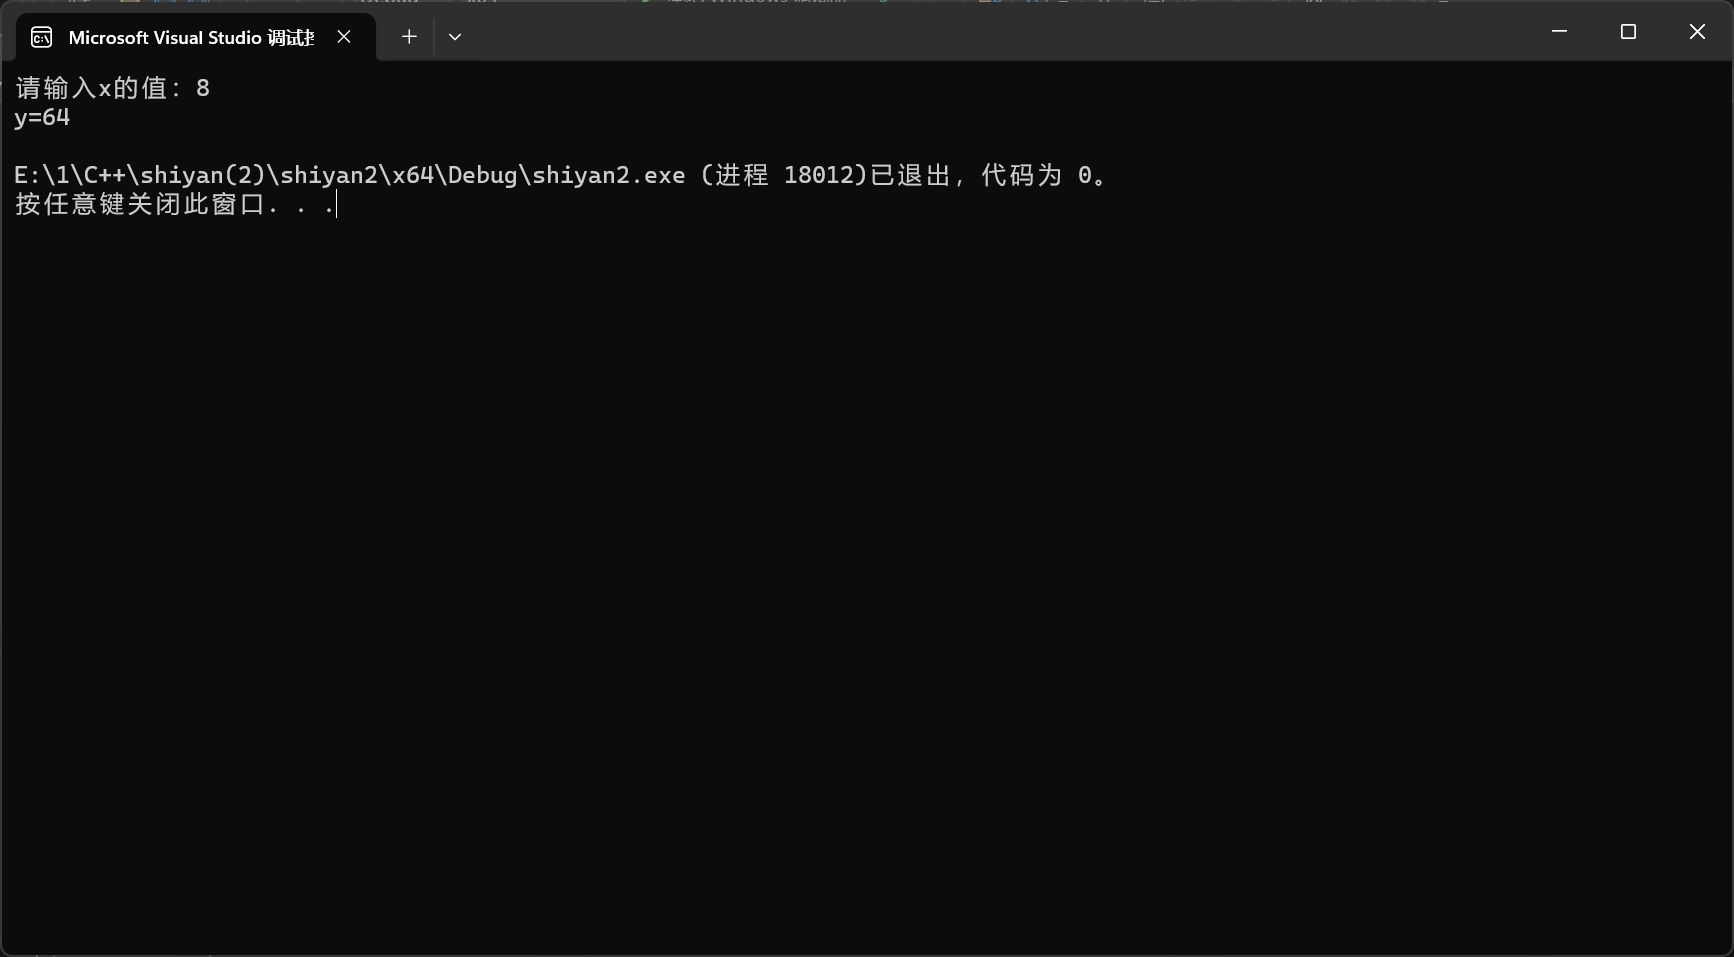 Microsoft Visual Studio 调试
请输入x的值：8
y=64
E:\1\C++\shiyan(2)\shiyan2\x64\Debug\shiyan2.exe (进程 18012)已退出，代码为 0。
按任意键关闭此窗口. . .